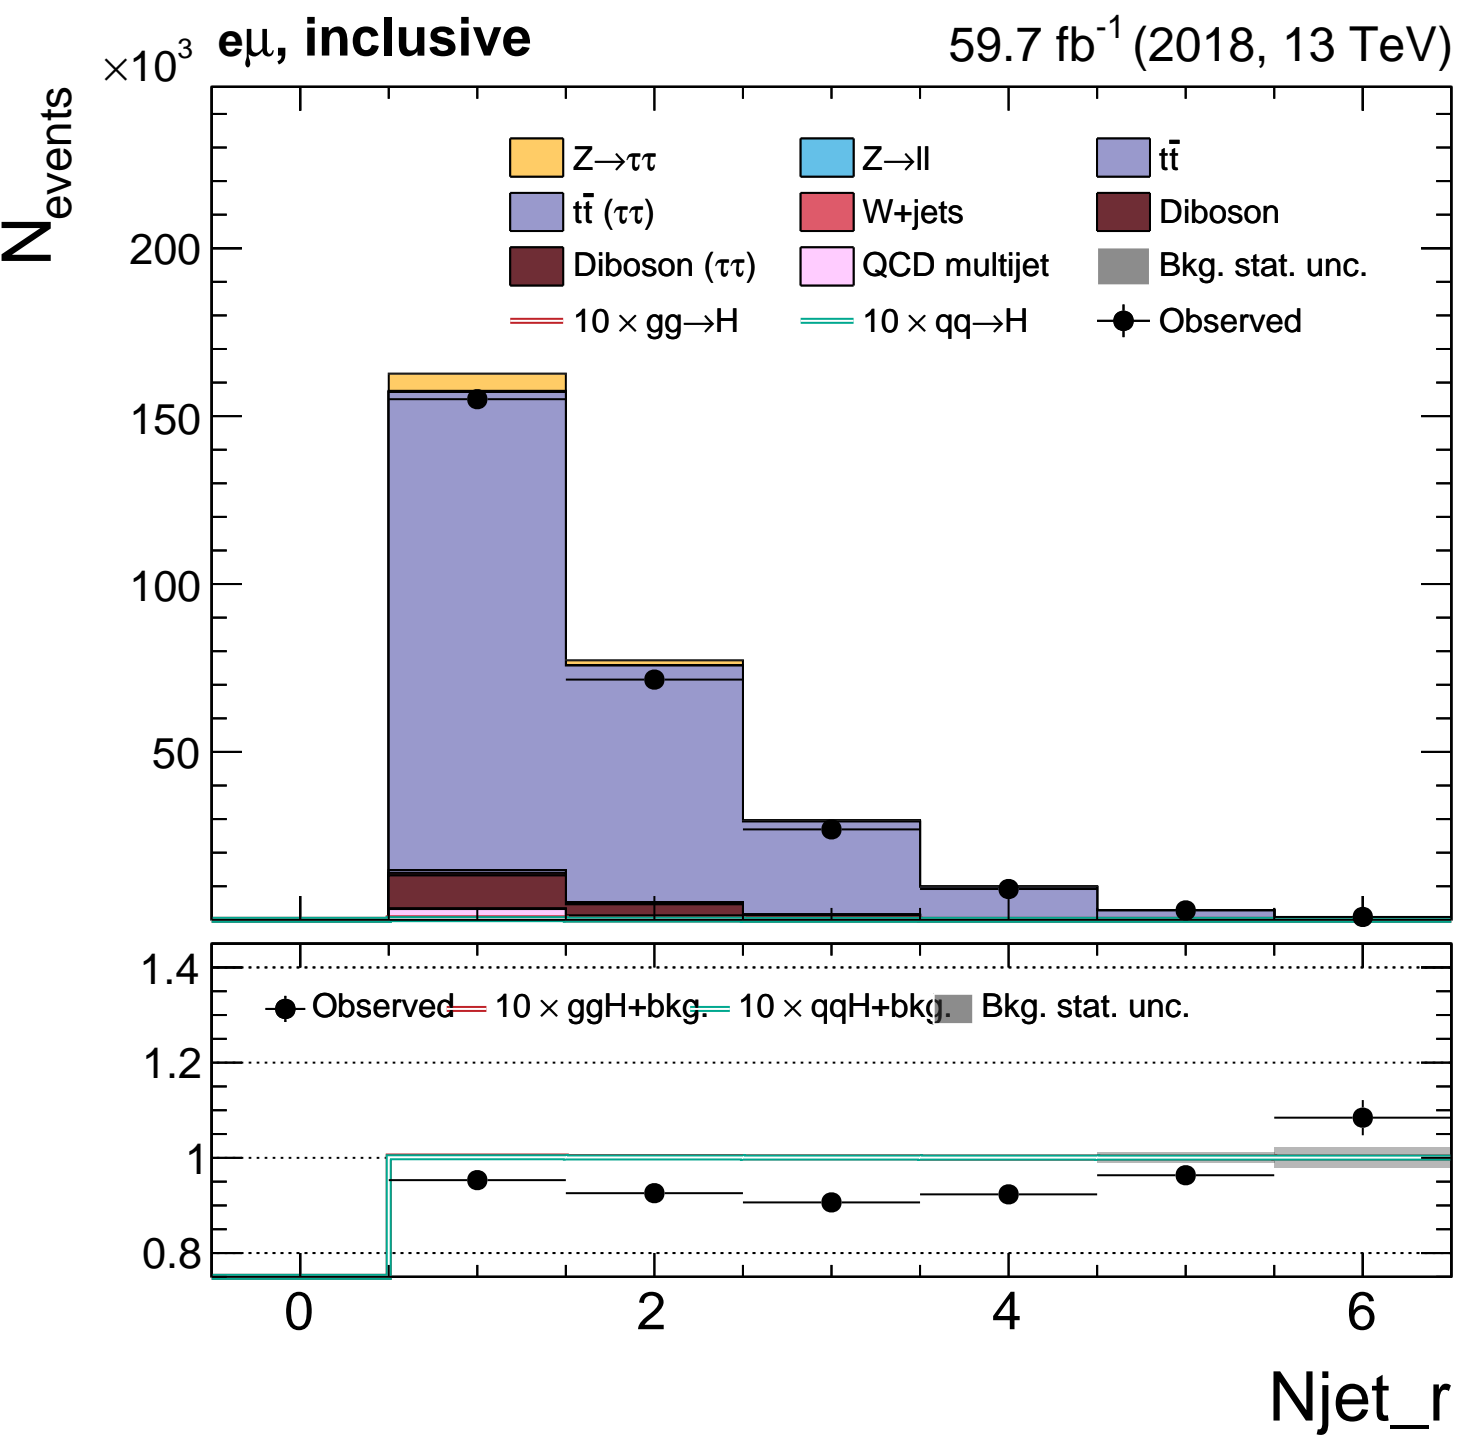 ×10³ eμ, inclusive 59.7 fb⁻¹ (2018, 13 TeV)
N_events
Z→ττ Z→ll tt̄
tt̄ (ττ) W+jets Diboson
Diboson (ττ) QCD multijet Bkg. stat. unc.
10 × gg→H 10 × qq→H Observed
200
150
100
50
1.4
Observed 10 × ggH+bkg. 10 × qqH+bkg. Bkg. stat. unc.
1.2
1
0.8
0 2 4 6
Njet_r